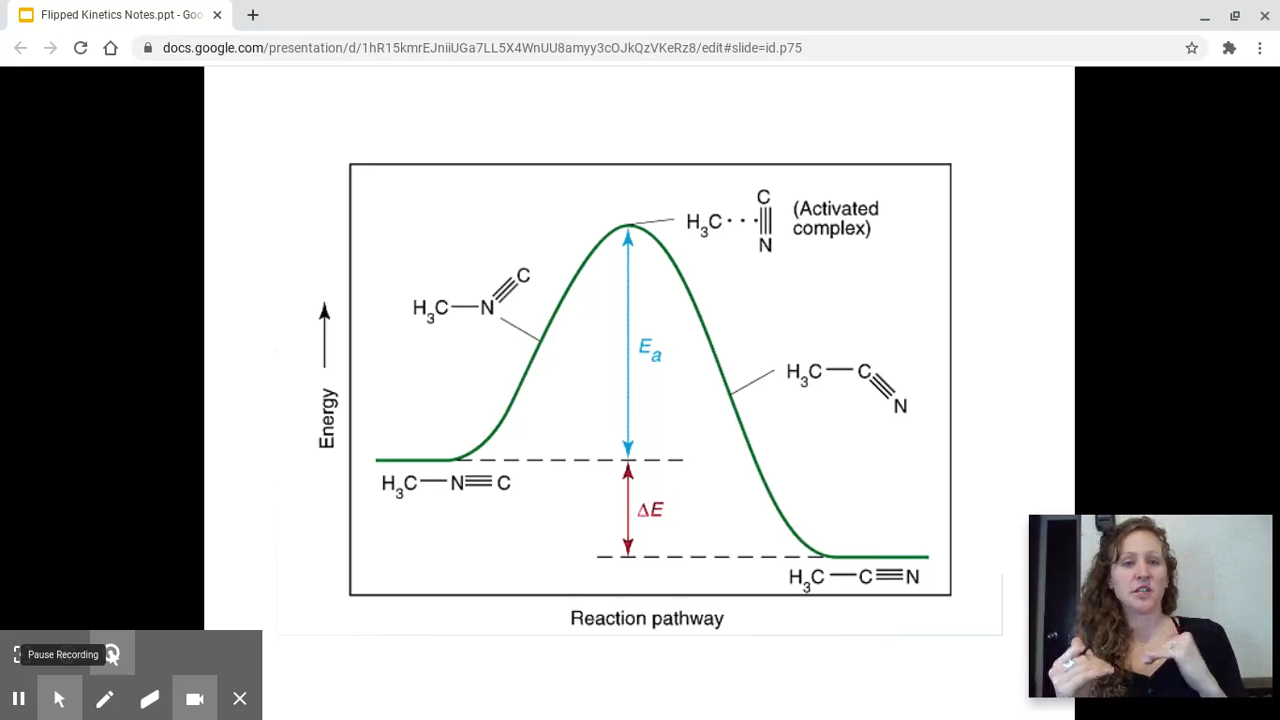 Flipped Kinetics Notes.ppt - Goo
docs.google.com/presentation/d/1hR15kmrEJniiUGa7LL5X4WnUU8amyy3cOJkQzVKeRz8/edit#slide=id.p75
C
H₃C···
N
(Activated
complex)
C
H₃C—N
Eₐ
H₃C—C
N
Energy
H₃C—N≡C
ΔE
H₃C—C≡N
Reaction pathway
Pause Recording